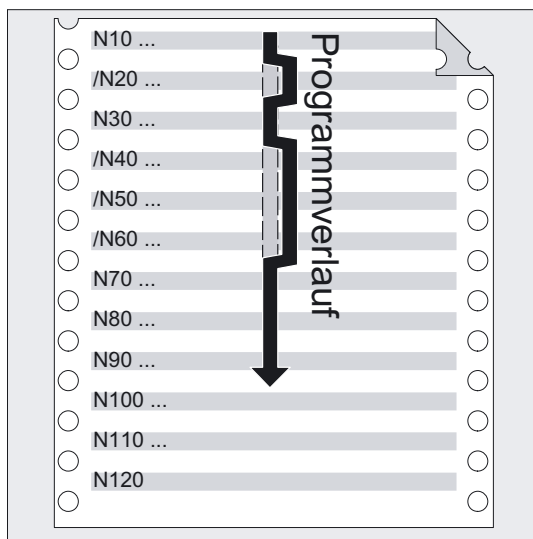 N10 ...
/N20 ...
N30 ...
/N40 ...
/N50 ...
/N60 ...
N70 ...
N80 ...
N90 ...
N100 ...
N110 ...
N120
Programmverlauf